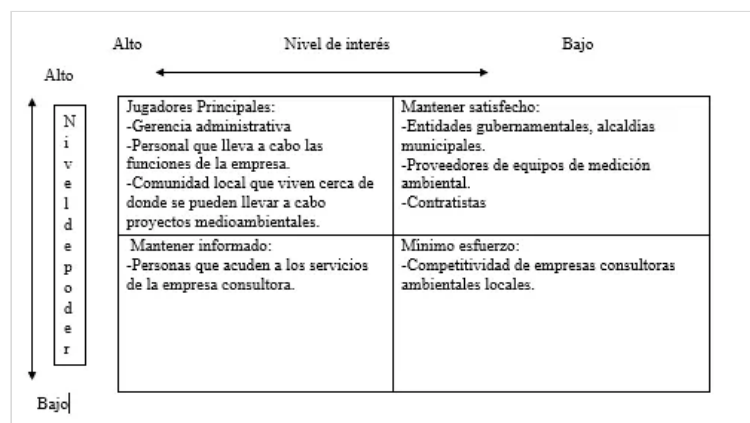 Alto Nivel de interés Bajo
Alto
Nivel de poder
Jugadores Principales:
-Gerencia administrativa
-Personal que lleva a cabo las
funciones de la empresa.
-Comunidad local que viven cerca de
donde se pueden llevar a cabo
proyectos medioambientales.
Mantener satisfecho:
-Entidades gubernamentales, alcaldías
municipales.
-Proveedores de equipos de medición
ambiental.
-Contratistas
Mantener informado:
-Personas que acuden a los servicios
de la empresa consultora.
Mínimo esfuerzo:
-Competitividad de empresas consultoras
ambientales locales.
Bajo